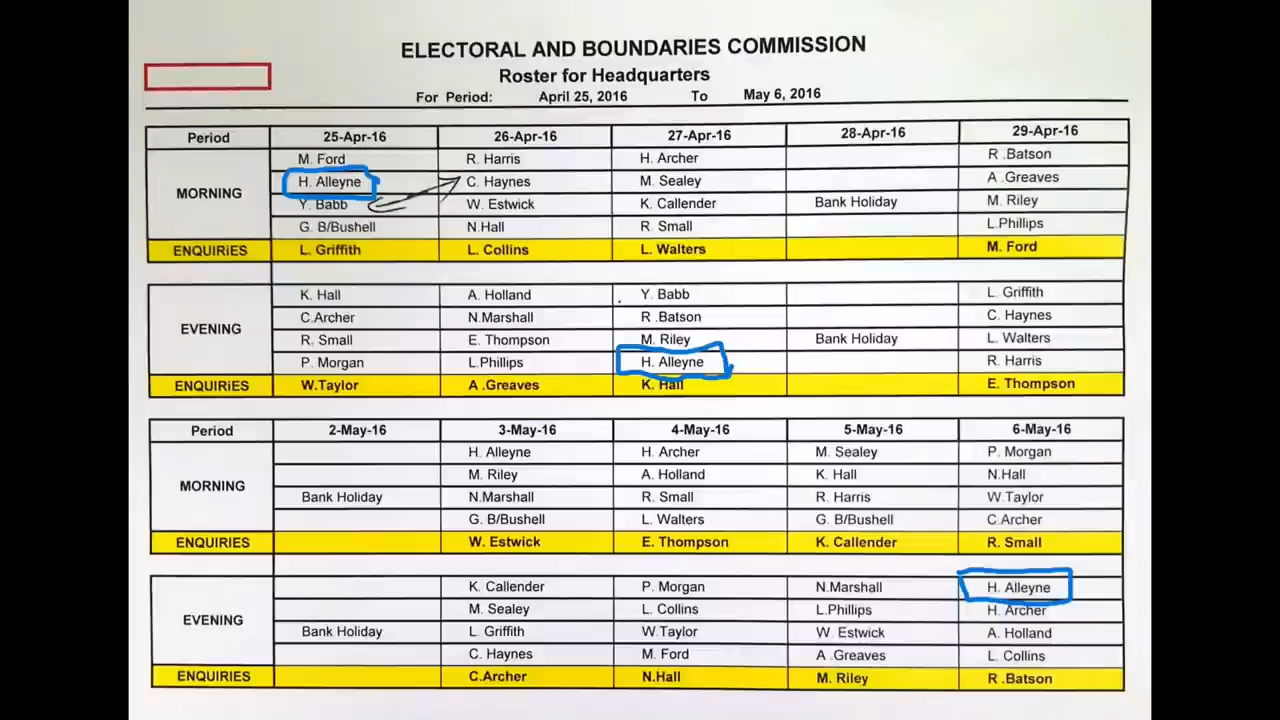 ELECTORAL AND BOUNDARIES COMMISSION
Roster for Headquarters
For Period: April 25, 2016 To May 6, 2016
Period 25-Apr-16 26-Apr-16 27-Apr-16 28-Apr-16 29-Apr-16
M. Ford R. Harris H. Archer R .Batson
H. Alleyne C. Haynes M. Sealey A .Greaves
MORNING
Y. Babb W. Estwick K. Callender Bank Holiday M. Riley
G. B/Bushell N.Hall R. Small L.Phillips
ENQUIRiES L. Griffith L. Collins L. Walters M. Ford
K. Hall A. Holland Y. Babb L. Griffith
C.Archer N.Marshall R .Batson C. Haynes
EVENING
R. Small E. Thompson M. Riley Bank Holiday L. Walters
P. Morgan L.Phillips H. Alleyne R. Harris
ENQUIRiES W.Taylor A .Greaves K. Hall E. Thompson
Period 2-May-16 3-May-16 4-May-16 5-May-16 6-May-16
H. Alleyne H. Archer M. Sealey P. Morgan
M. Riley A. Holland K. Hall N.Hall
MORNING
Bank Holiday N.Marshall R. Small R. Harris W.Taylor
G. B/Bushell L. Walters G. B/Bushell C.Archer
ENQUIRIES W. Estwick E. Thompson K. Callender R. Small
K. Callender P. Morgan N.Marshall H. Alleyne
M. Sealey L. Collins L.Phillips H. Archer
EVENING
Bank Holiday L. Griffith W.Taylor W. Estwick A. Holland
C. Haynes M. Ford A .Greaves L. Collins
ENQUIRIES C.Archer N.Hall M. Riley R .Batson